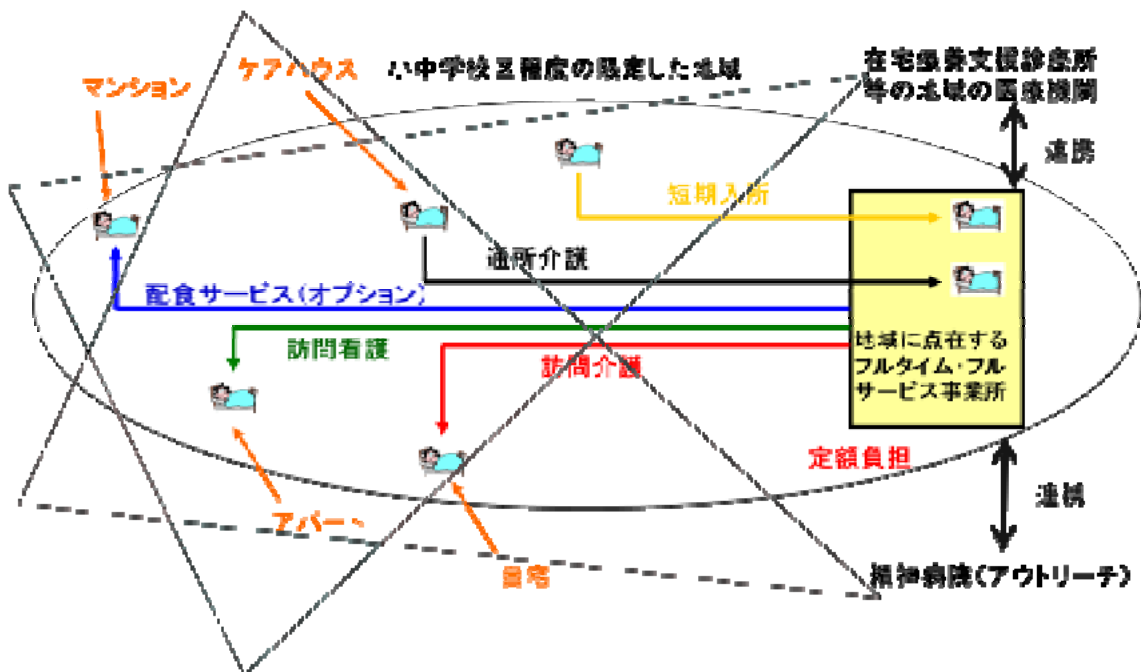 マンション
ケアハウス
小中学校区程度の限定した地域
在宅療養支援診療所
等の地域の医療機関
連携
短期入所
通所介護
配食サービス(オプション)
訪問看護
訪問介護
地域に点在する
フルタイム・フル
サービス事業所
定額負担
連携
アパート
自宅
精神病院(アウトリーチ)